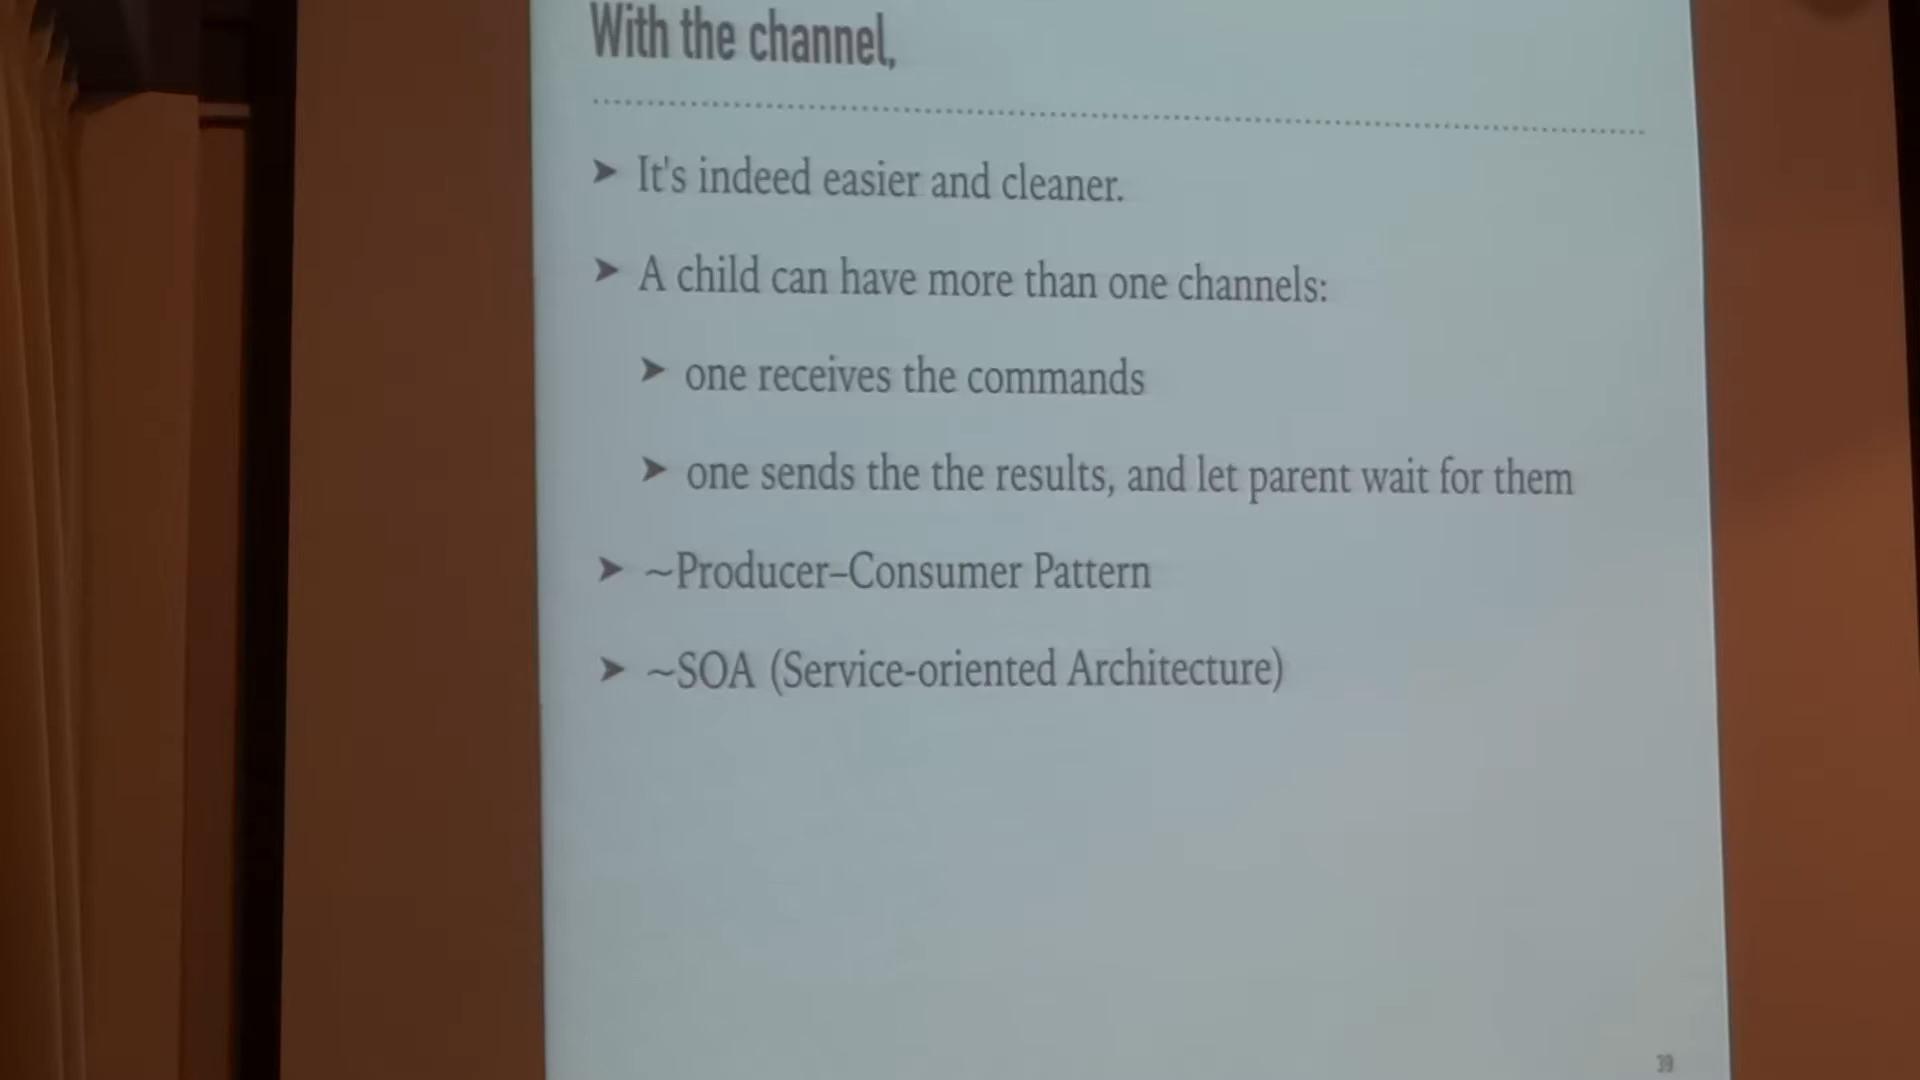 With the channel,
➤ It's indeed easier and cleaner.
➤ A child can have more than one channels:
➤ one receives the commands
➤ one sends the the results, and let parent wait for them
➤ ~Producer–Consumer Pattern
➤ ~SOA (Service-oriented Architecture)
39